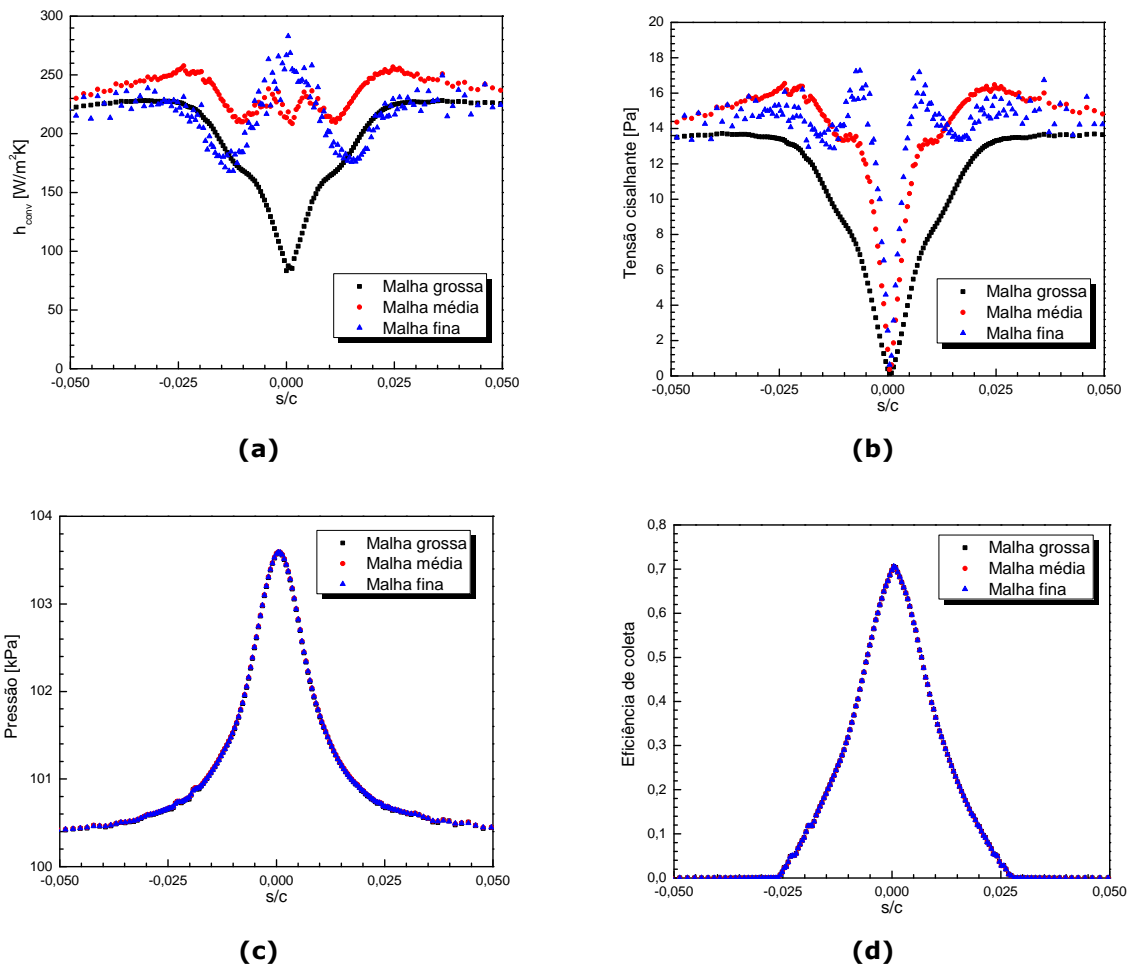 300
250
200
150
100
50
0
h_conv [W/m²K]
Malha grossa
Malha média
Malha fina
-0,050 -0,025 0,000 0,025 0,050
s/c
(a)
20
18
16
14
12
10
8
6
4
2
0
Tensão cisalhante [Pa]
Malha grossa
Malha média
Malha fina
-0,050 -0,025 0,000 0,025 0,050
s/c
(b)
104
103
102
101
100
Pressão [kPa]
Malha grossa
Malha média
Malha fina
-0,050 -0,025 0,000 0,025 0,050
s/c
(c)
0,8
0,7
0,6
0,5
0,4
0,3
0,2
0,1
0,0
Eficiência de coleta
Malha grossa
Malha média
Malha fina
-0,050 -0,025 0,000 0,025 0,050
s/c
(d)